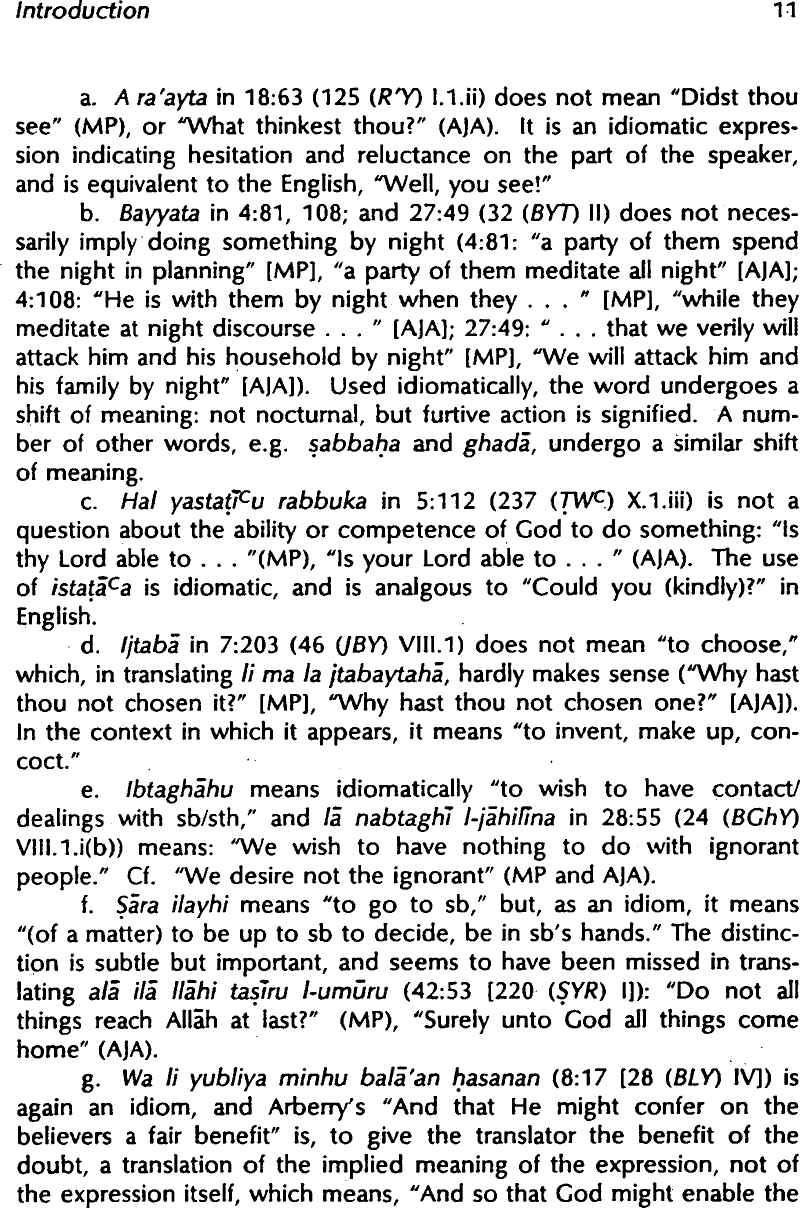 Introduction 11
a. A ra'ayta in 18:63 (125 (R'Y) I.1.ii) does not mean “Didst thou
see” (MP), or “What thinkest thou?” (AJA). It is an idiomatic expres-
sion indicating hesitation and reluctance on the part of the speaker,
and is equivalent to the English, “Well, you see!”
b. Bayyata in 4:81, 108; and 27:49 (32 (BYT) II) does not neces-
sarily imply doing something by night (4:81: “a party of them spend
the night in planning” [MP], “a party of them meditate all night” [AJA];
4:108: “He is with them by night when they . . . ” [MP], “while they
meditate at night discourse . . . ” [AJA]; 27:49: “ . . . that we verily will
attack him and his household by night” [MP], “We will attack him and
his family by night” [AJA]). Used idiomatically, the word undergoes a
shift of meaning: not nocturnal, but furtive action is signified. A num-
ber of other words, e.g. ṣabbaḥa and ghadā, undergo a similar shift
of meaning.
c. Hal yastaṭīᶜu rabbuka in 5:112 (237 (ṬWᶜ) X.1.iii) is not a
question about the ability or competence of God to do something: “Is
thy Lord able to . . . ”(MP), “Is your Lord able to . . . ” (AJA). The use
of istaṭāᶜa is idiomatic, and is analgous to “Could you (kindly)?” in
English.
d. Ijtabā in 7:203 (46 (JBY) VIII.1) does not mean “to choose,”
which, in translating li ma la jtabaytahā, hardly makes sense (“Why hast
thou not chosen it?” [MP], “Why hast thou not chosen one?” [AJA]).
In the context in which it appears, it means “to invent, make up, con-
coct.”
e. Ibtaghāhu means idiomatically “to wish to have contact/
dealings with sb/sth,” and lā nabtaghī l-jāhilīna in 28:55 (24 (BGhY)
VIII.1.i(b)) means: “We wish to have nothing to do with ignorant
people.” Cf. “We desire not the ignorant” (MP and AJA).
f. Ṣāra ilayhi means “to go to sb,” but, as an idiom, it means
“(of a matter) to be up to sb to decide, be in sb's hands.” The distinc-
tion is subtle but important, and seems to have been missed in trans-
lating alā ilā llāhi taṣīru l-umūru (42:53 [220 (ṢYR) I]): “Do not all
things reach Allāh at last?” (MP), “Surely unto God all things come
home” (AJA).
g. Wa li yubliya minhu balā'an ḥasanan (8:17 [28 (BLY) IV]) is
again an idiom, and Arberry's “And that He might confer on the
believers a fair benefit” is, to give the translator the benefit of the
doubt, a translation of the implied meaning of the expression, not of
the expression itself, which means, “And so that God might enable the